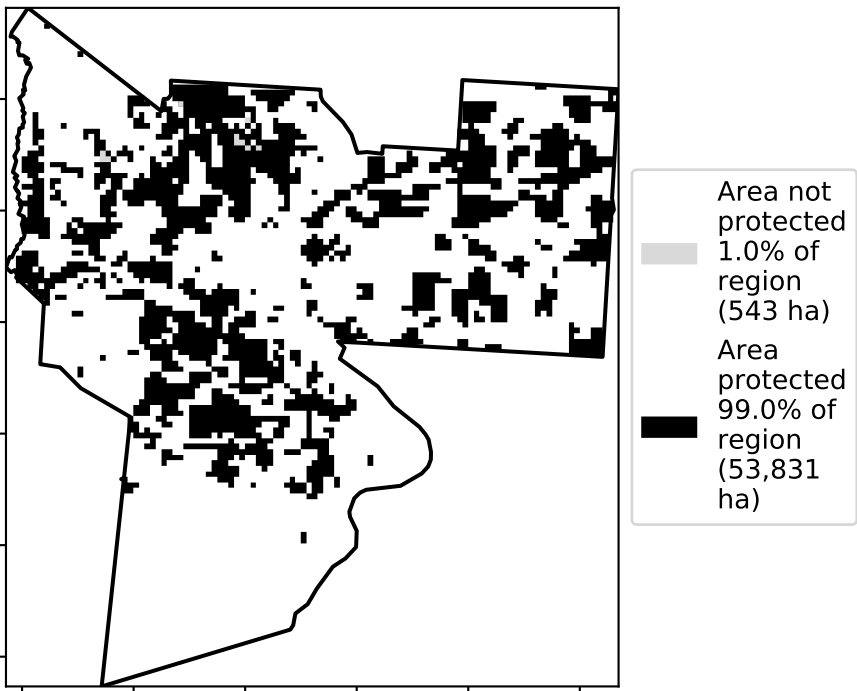 Area not
protected
1.0% of
region
(543 ha)
Area
protected
99.0% of
region
(53,831
ha)